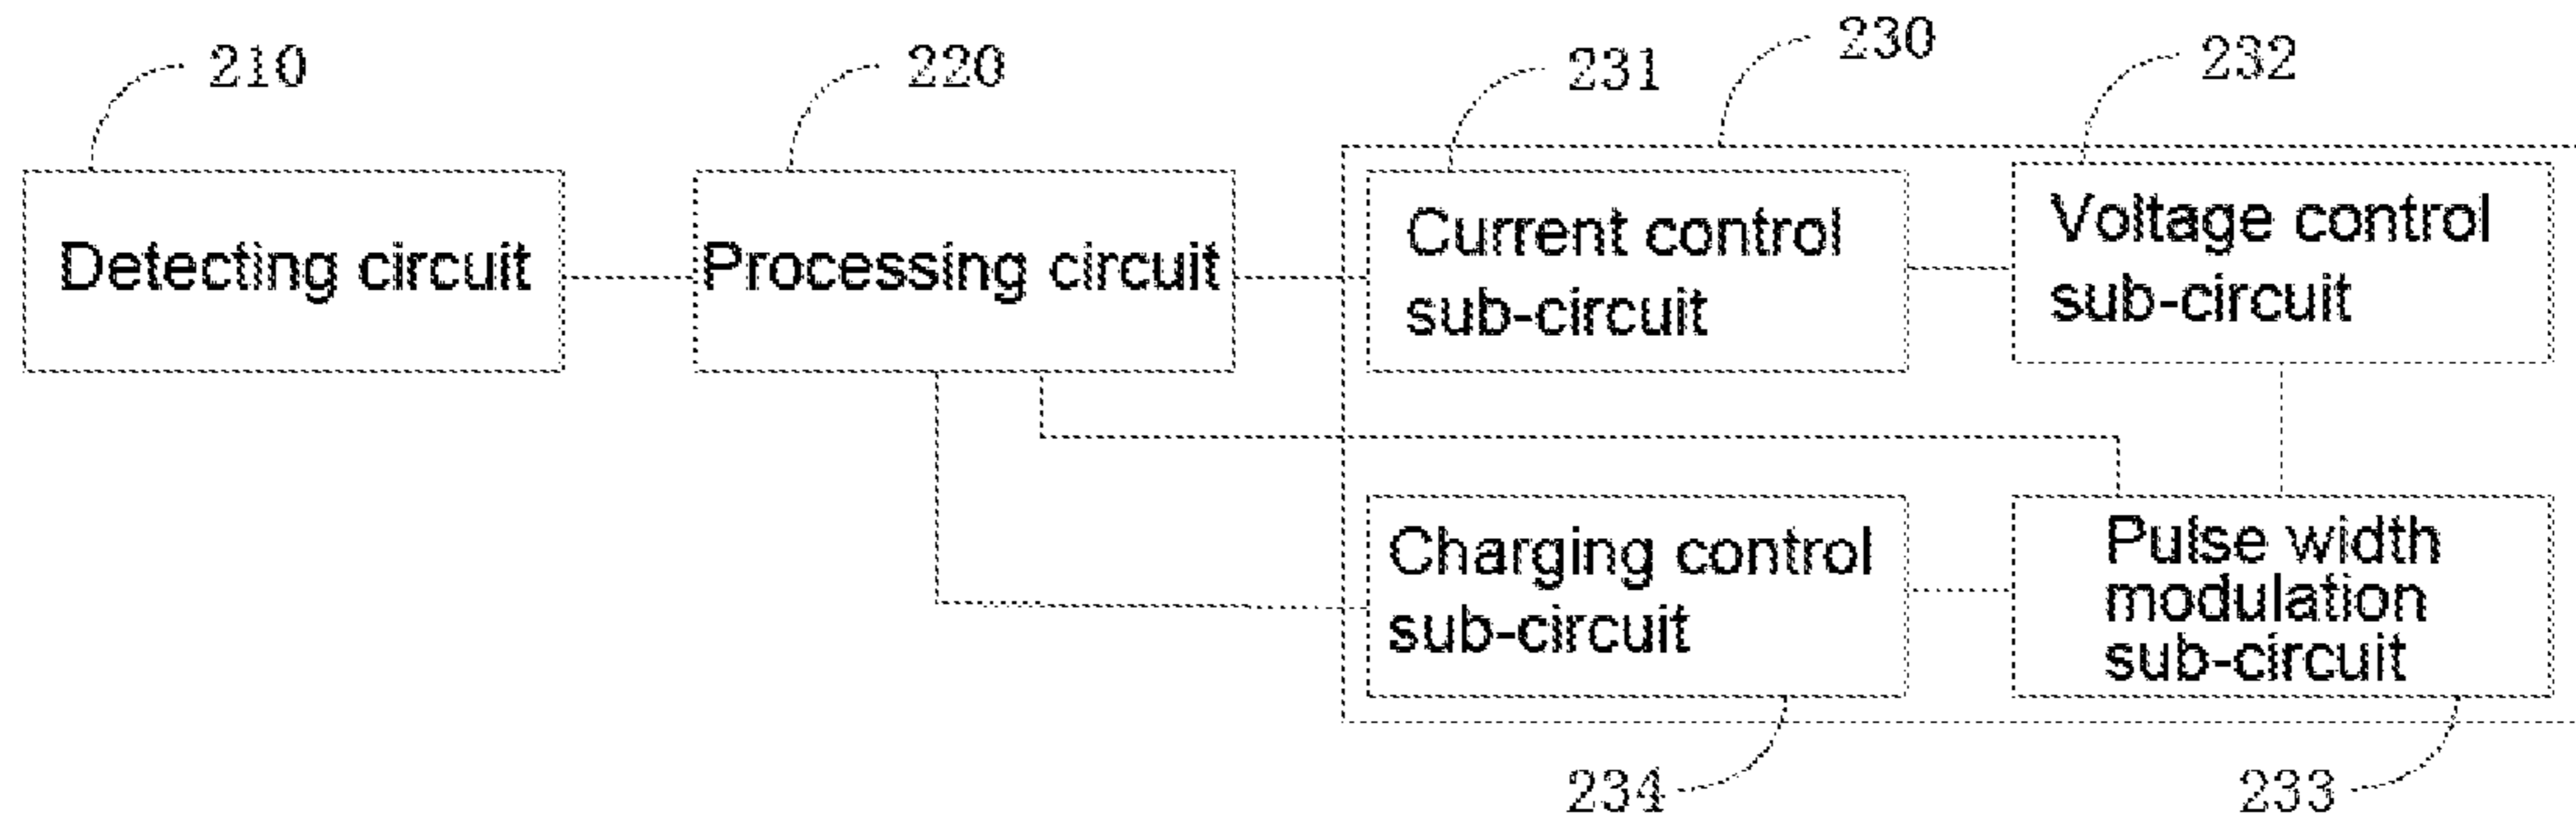 210
220
231
230
232
Detecting circuit
Processing circuit
Current control
sub-circuit
Voltage control
sub-circuit
Charging control
sub-circuit
Pulse width
modulation
sub-circuit
234
233